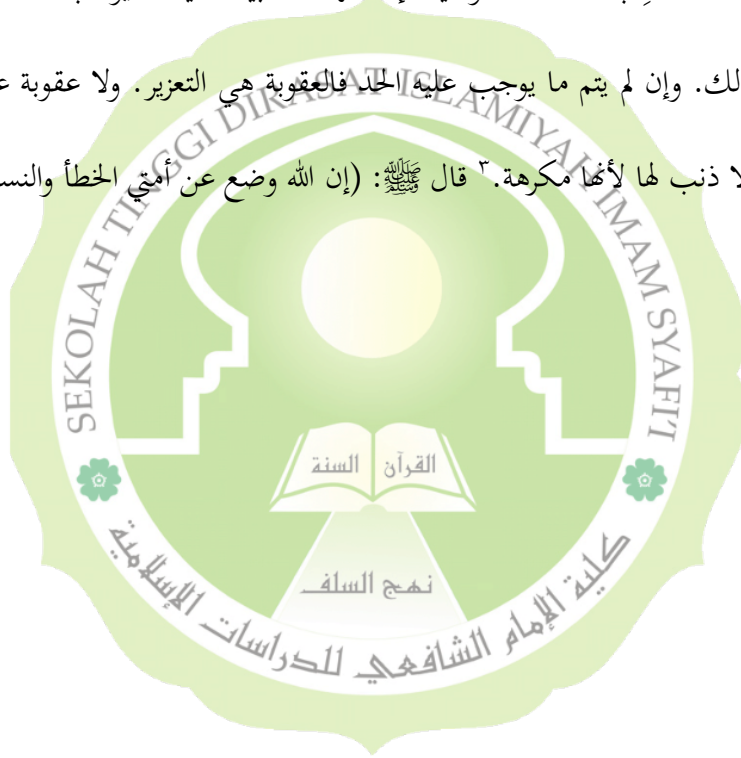 لك. وإن لم يتم ما يوجب عليه الحد فالعقوبة هي التعزير. ولا عقوبة
لا ذنب لها لأنها مكرهة.٣ قال ﷺ: (إن الله وضع عن أمتي الخطأ والنس
SEKOLAH TINGGI DIRASAT ISLAMIYAH IMAM SYAFI'I
القرآن السنة
نهج السلف
كلية الإمام الشافعي للدراسات الإسلامية